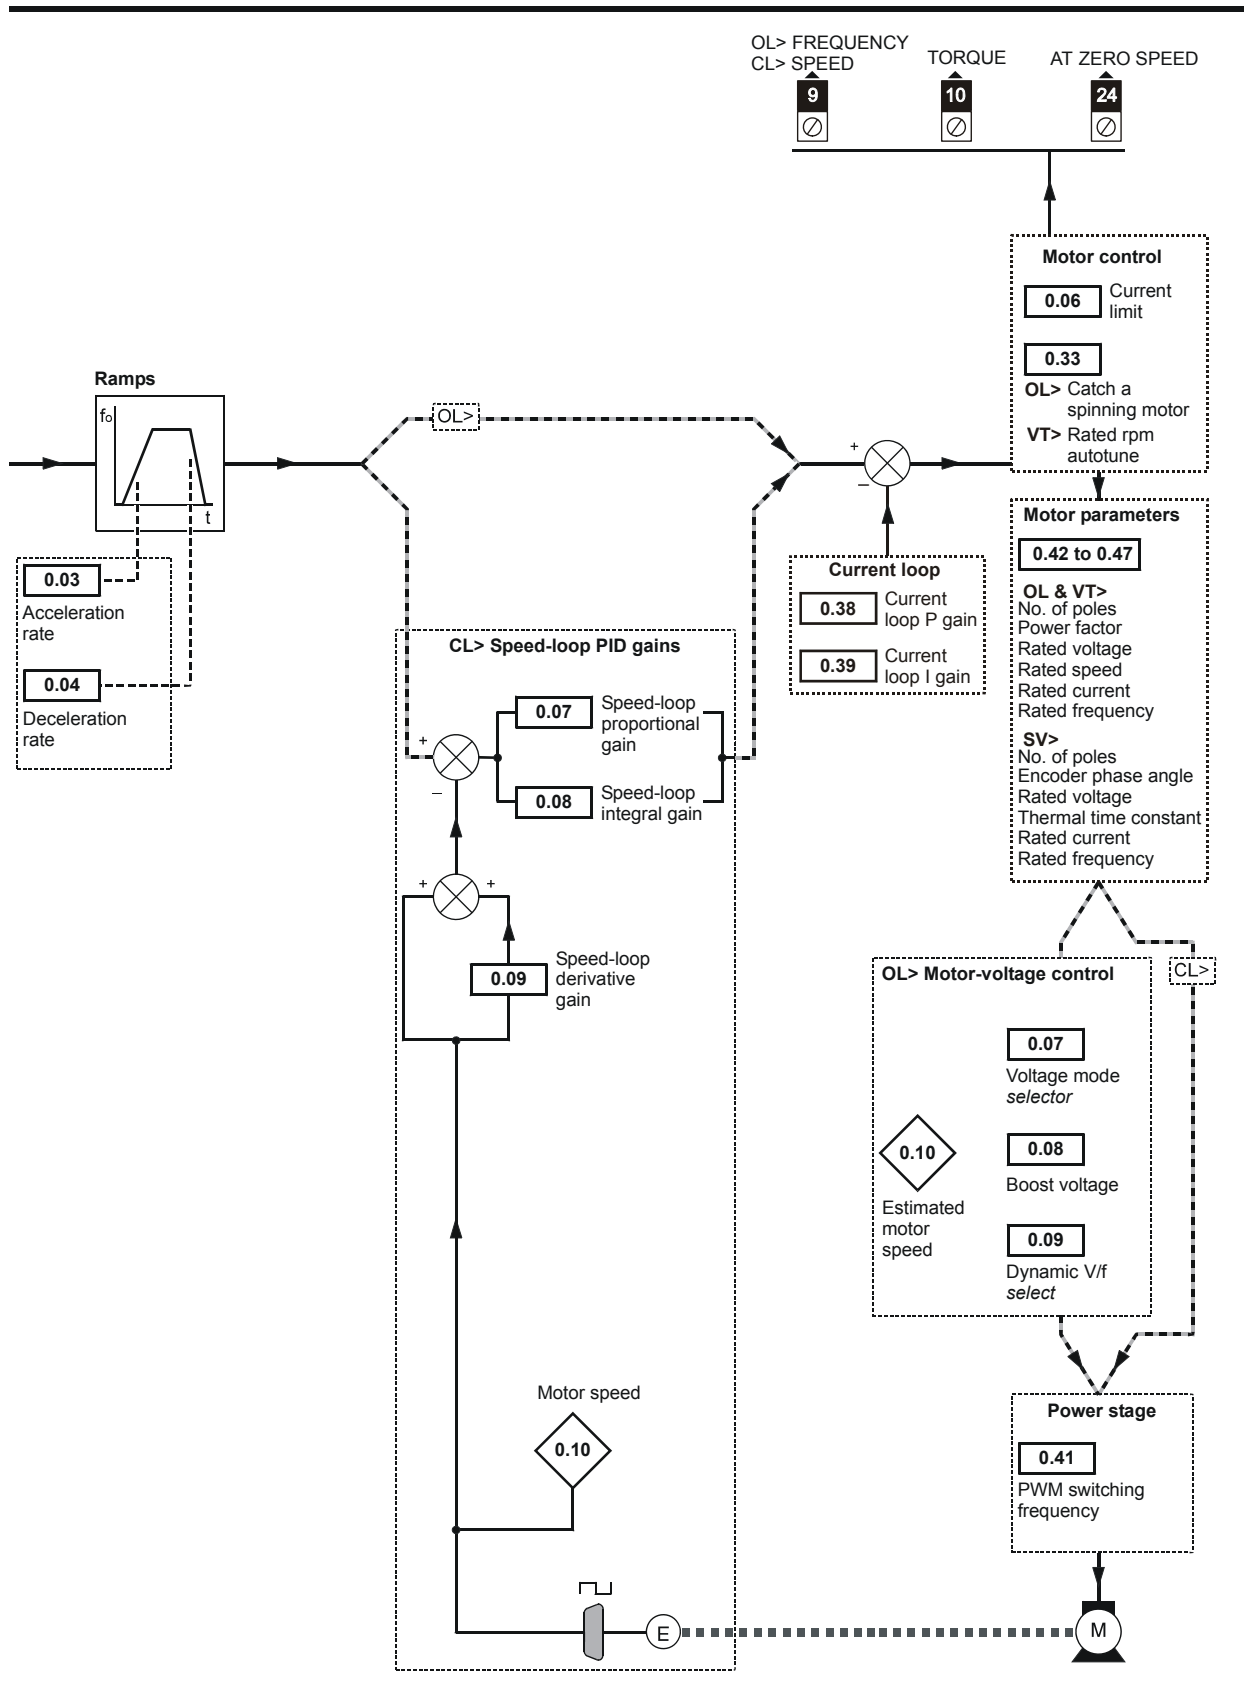 OL> FREQUENCY
CL> SPEED
TORQUE
AT ZERO SPEED
9
10
24
Motor control
0.06
Current
limit
0.33
OL> Catch a
spinning motor
VT> Rated rpm
autotune
Ramps
fo
t
OL>
+
–
0.03
Acceleration
rate
0.04
Deceleration
rate
Motor parameters
0.42 to 0.47
OL & VT>
No. of poles
Power factor
Rated voltage
Rated speed
Rated current
Rated frequency
SV>
No. of poles
Encoder phase angle
Rated voltage
Thermal time constant
Rated current
Rated frequency
Current loop
0.38
Current
loop P gain
0.39
Current
loop I gain
CL> Speed-loop PID gains
0.07
Speed-loop
proportional
gain
+
–
0.08
Speed-loop
integral gain
+
+
0.09
Speed-loop
derivative
gain
OL> Motor-voltage control
CL>
0.07
Voltage mode
selector
0.10
Estimated
motor
speed
0.08
Boost voltage
0.09
Dynamic V/f
select
Motor speed
0.10
Power stage
0.41
PWM switching
frequency
E
M